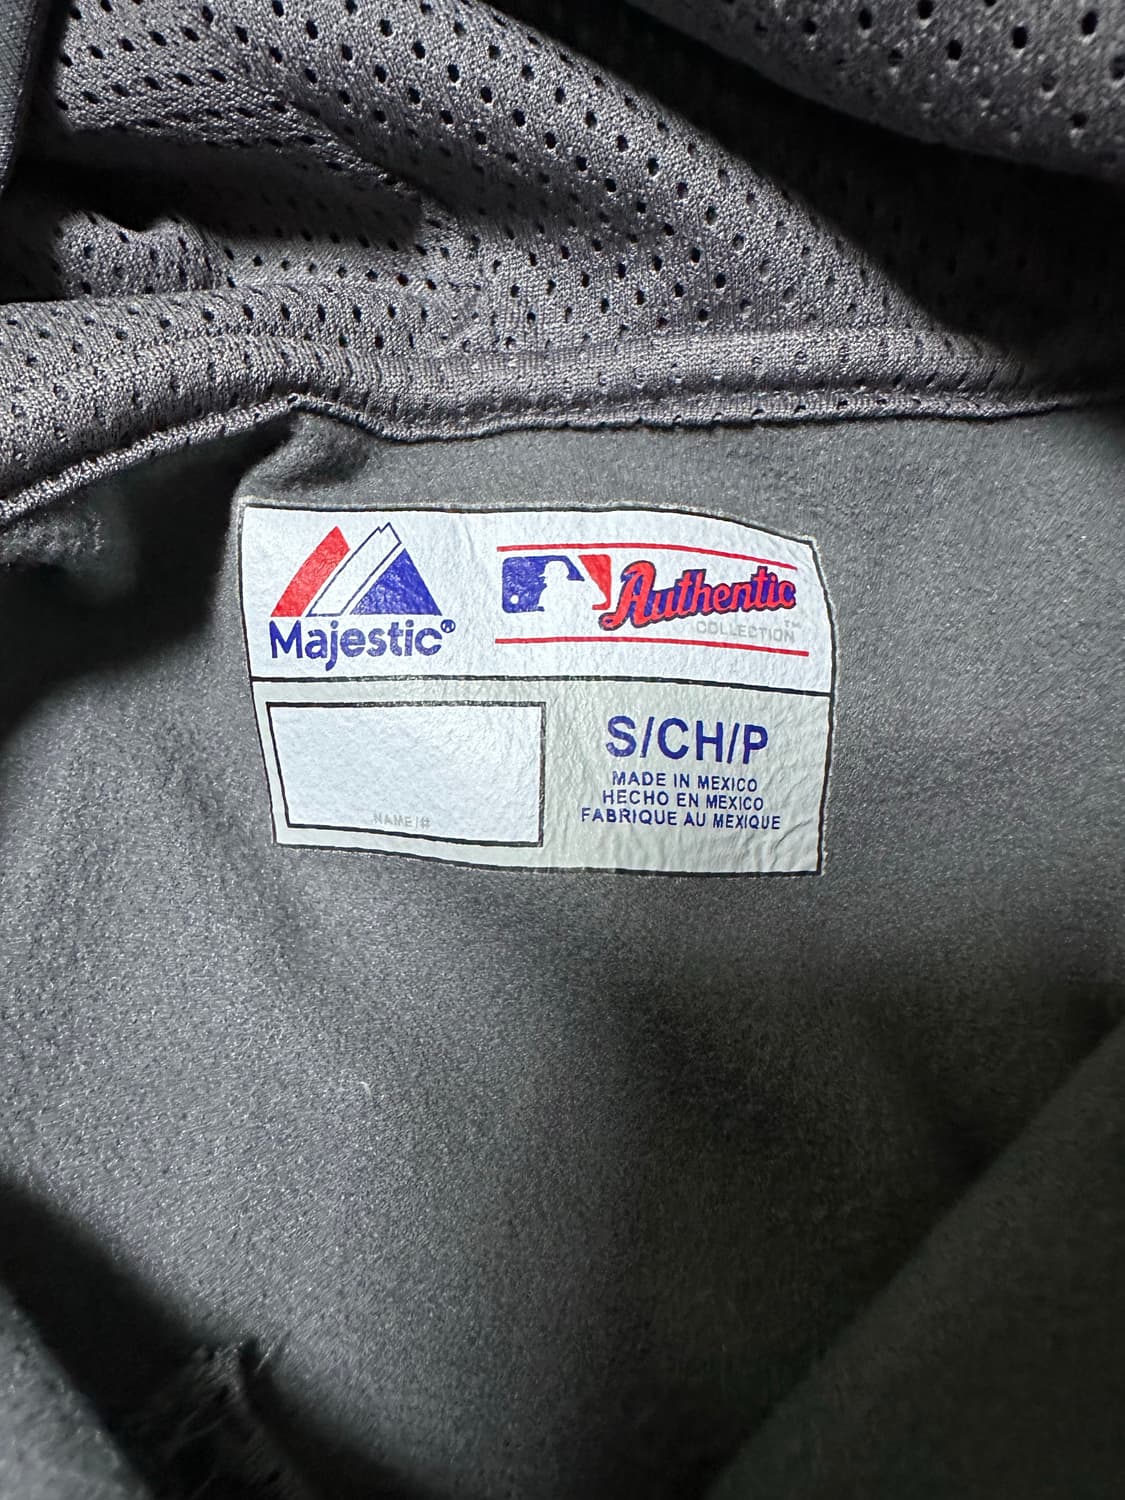 Majestic®
Authentic
COLLECTION™
S/CH/P
MADE IN MEXICO
HECHO EN MEXICO
FABRIQUE AU MEXIQUE
NAME/#